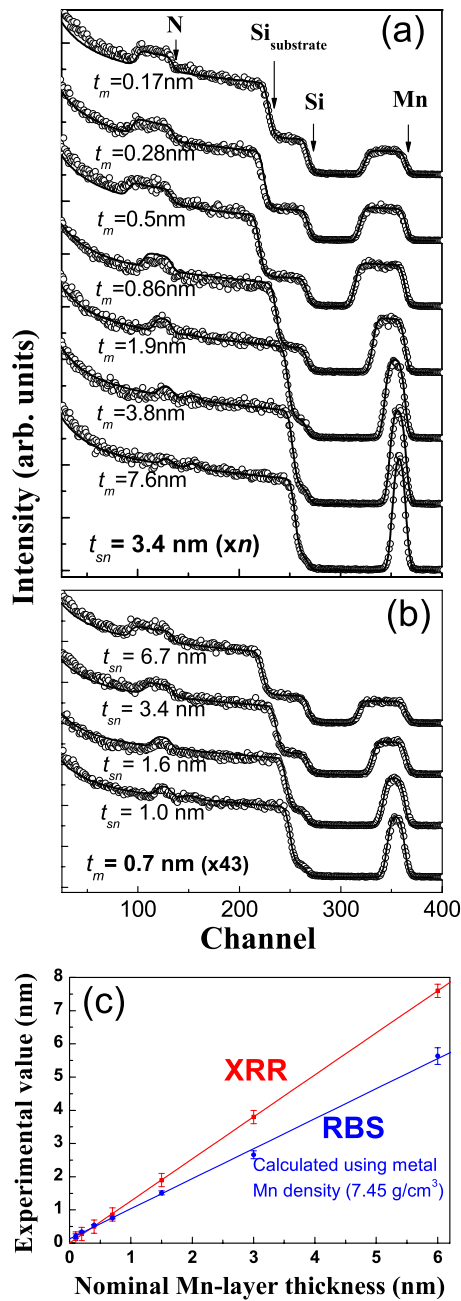 (a)
N
Si substrate
Si
Mn
t_m = 0.17nm
t_m = 0.28nm
t_m = 0.5nm
t_m = 0.86nm
t_m = 1.9nm
t_m = 3.8nm
t_m = 7.6nm
t_sn = 3.4 nm (xn)
Intensity (arb. units)
(b)
t_sn = 6.7 nm
t_sn = 3.4 nm
t_sn = 1.6 nm
t_sn = 1.0 nm
t_m = 0.7 nm (x43)
100 200 300 400
Channel
(c)
8
7
6
5
4
3
2
1
0
Experimental value (nm)
XRR
RBS
Calculated using metal
Mn density (7.45 g/cm³)
0 1 2 3 4 5 6
Nominal Mn-layer thickness (nm)